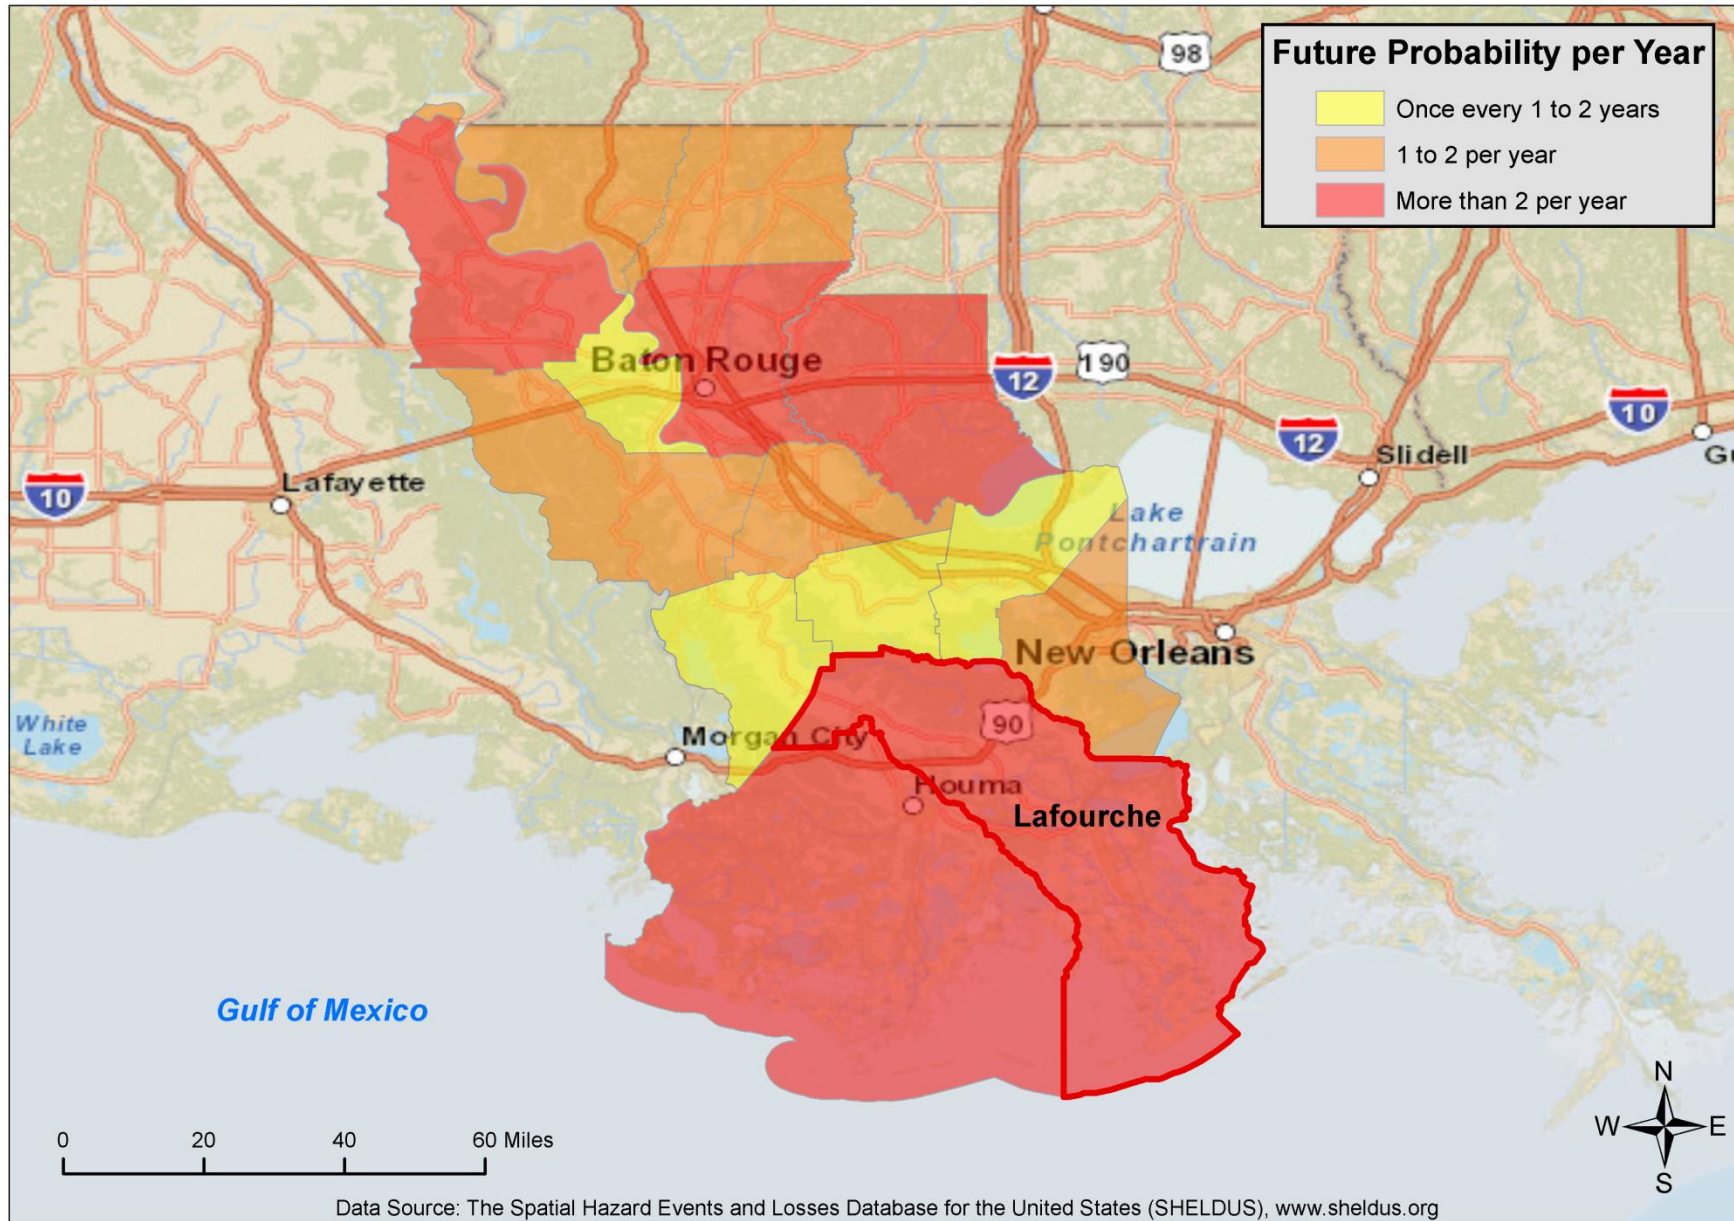 98
Future Probability per Year
Once every 1 to 2 years
1 to 2 per year
More than 2 per year
Baton Rouge
12
190
10
12
Slidell
Lafayette
10
Lake
Pontchartrain
New Orleans
White
Lake
90
Morgan City
Houma
Lafourche
Gulf of Mexico
N
W
E
S
0 20 40 60 Miles
Data Source: The Spatial Hazard Events and Losses Database for the United States (SHELDUS), www.sheldus.org